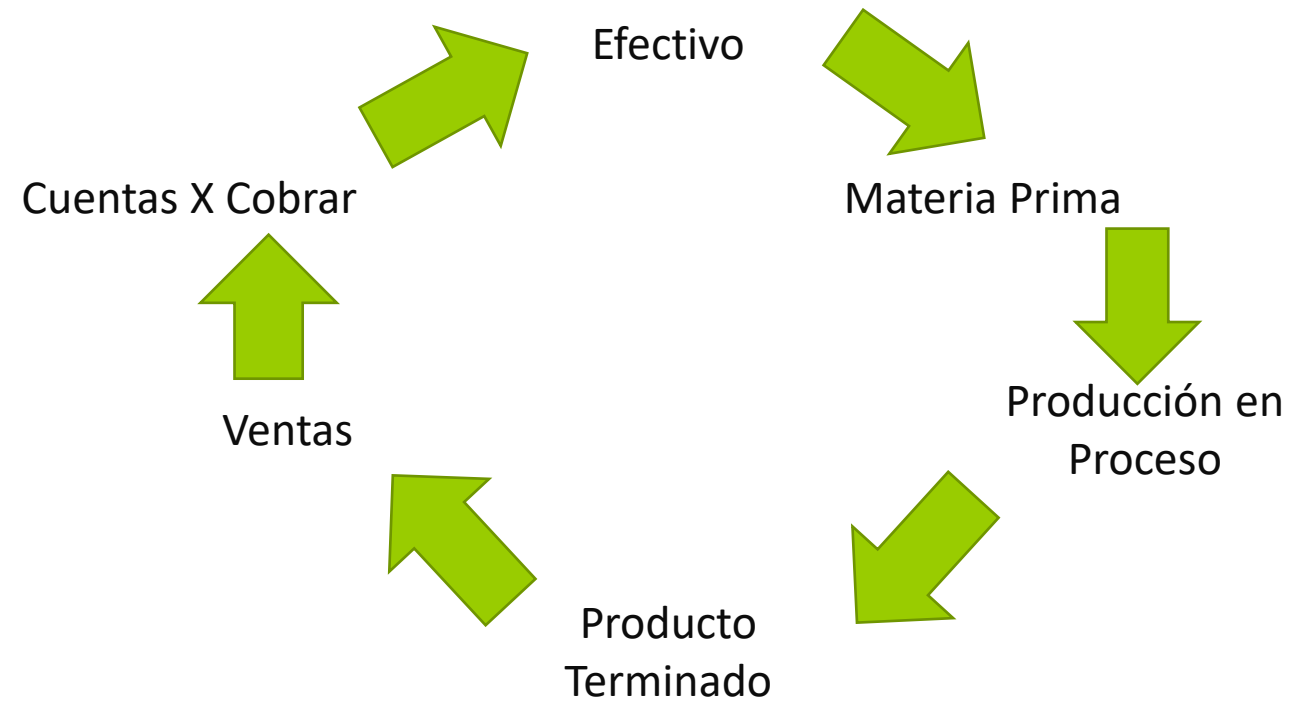 Efectivo
Cuentas X Cobrar
Materia Prima
Producción en
Proceso
Ventas
Producto
Terminado